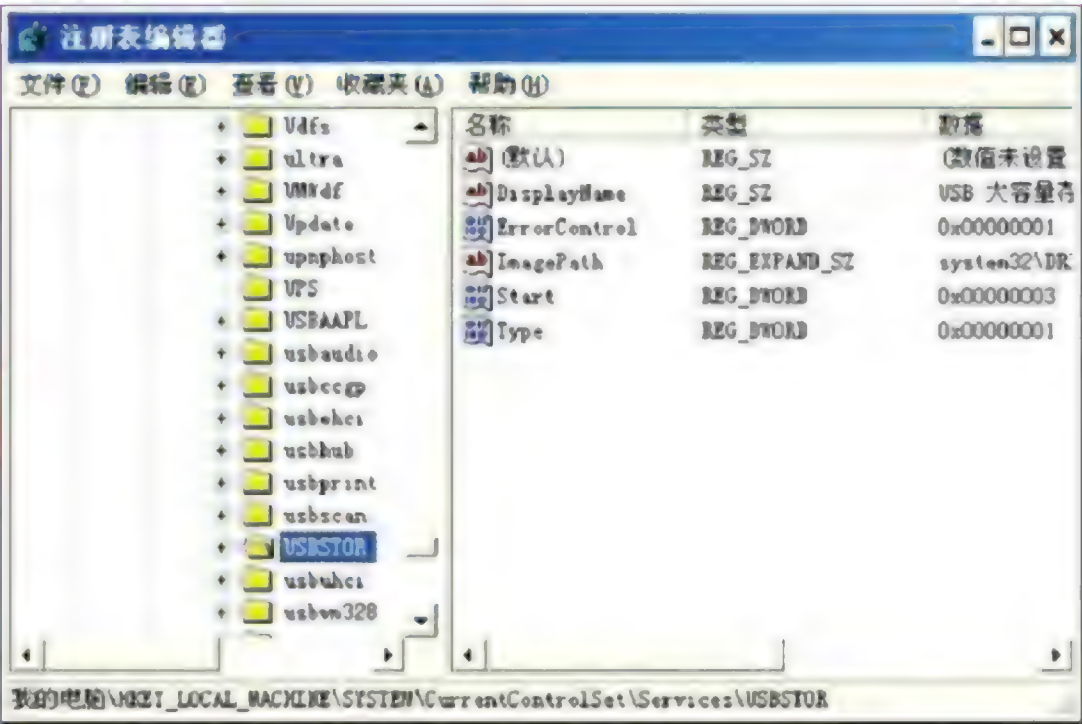 注册表编辑器
文件(F) 编辑(E) 查看(V) 收藏夹(A) 帮助(H)
Udfs
ultra
UMWdf
Update
upnphost
UPS
USBAAPL
usbaudio
usbccgp
usbehci
usbhub
usbprint
usbscan
USBSTOR
usbuhci
usbvm328
名称 类型 数据
(默认) REG_SZ (数值未设置
DisplayName REG_SZ USB 大容量存
ErrorControl REG_DWORD 0x00000001
ImagePath REG_EXPAND_SZ system32\DR
Start REG_DWORD 0x00000003
Type REG_DWORD 0x00000001
我的电脑\HKEY_LOCAL_MACHINE\SYSTEM\CurrentControlSet\Services\USBSTOR